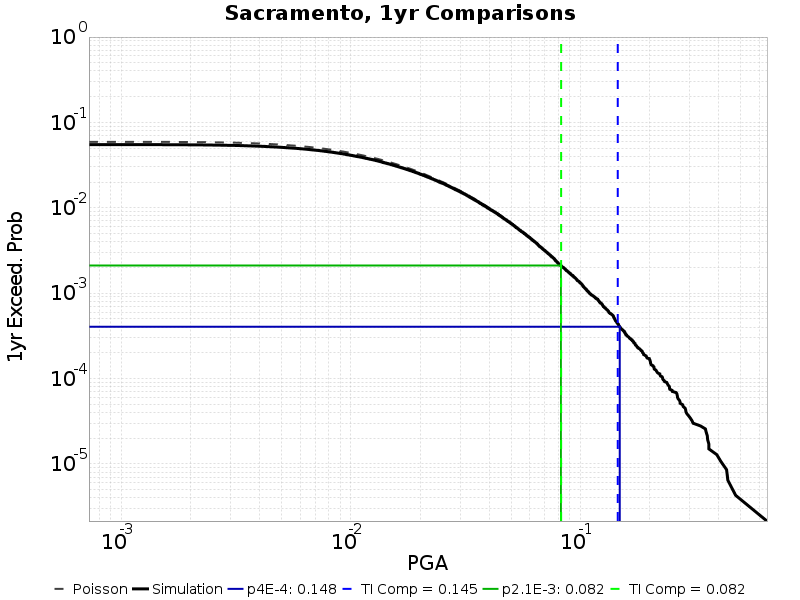 Sacramento, 1yr Comparisons
10^0
10^-1
10^-2
10^-3
10^-4
10^-5
1yr Exceed. Prob
10^-3 10^-2 10^-1
PGA
Poisson Simulation p4E-4: 0.148 TI Comp = 0.145 p2.1E-3: 0.082 TI Comp = 0.082